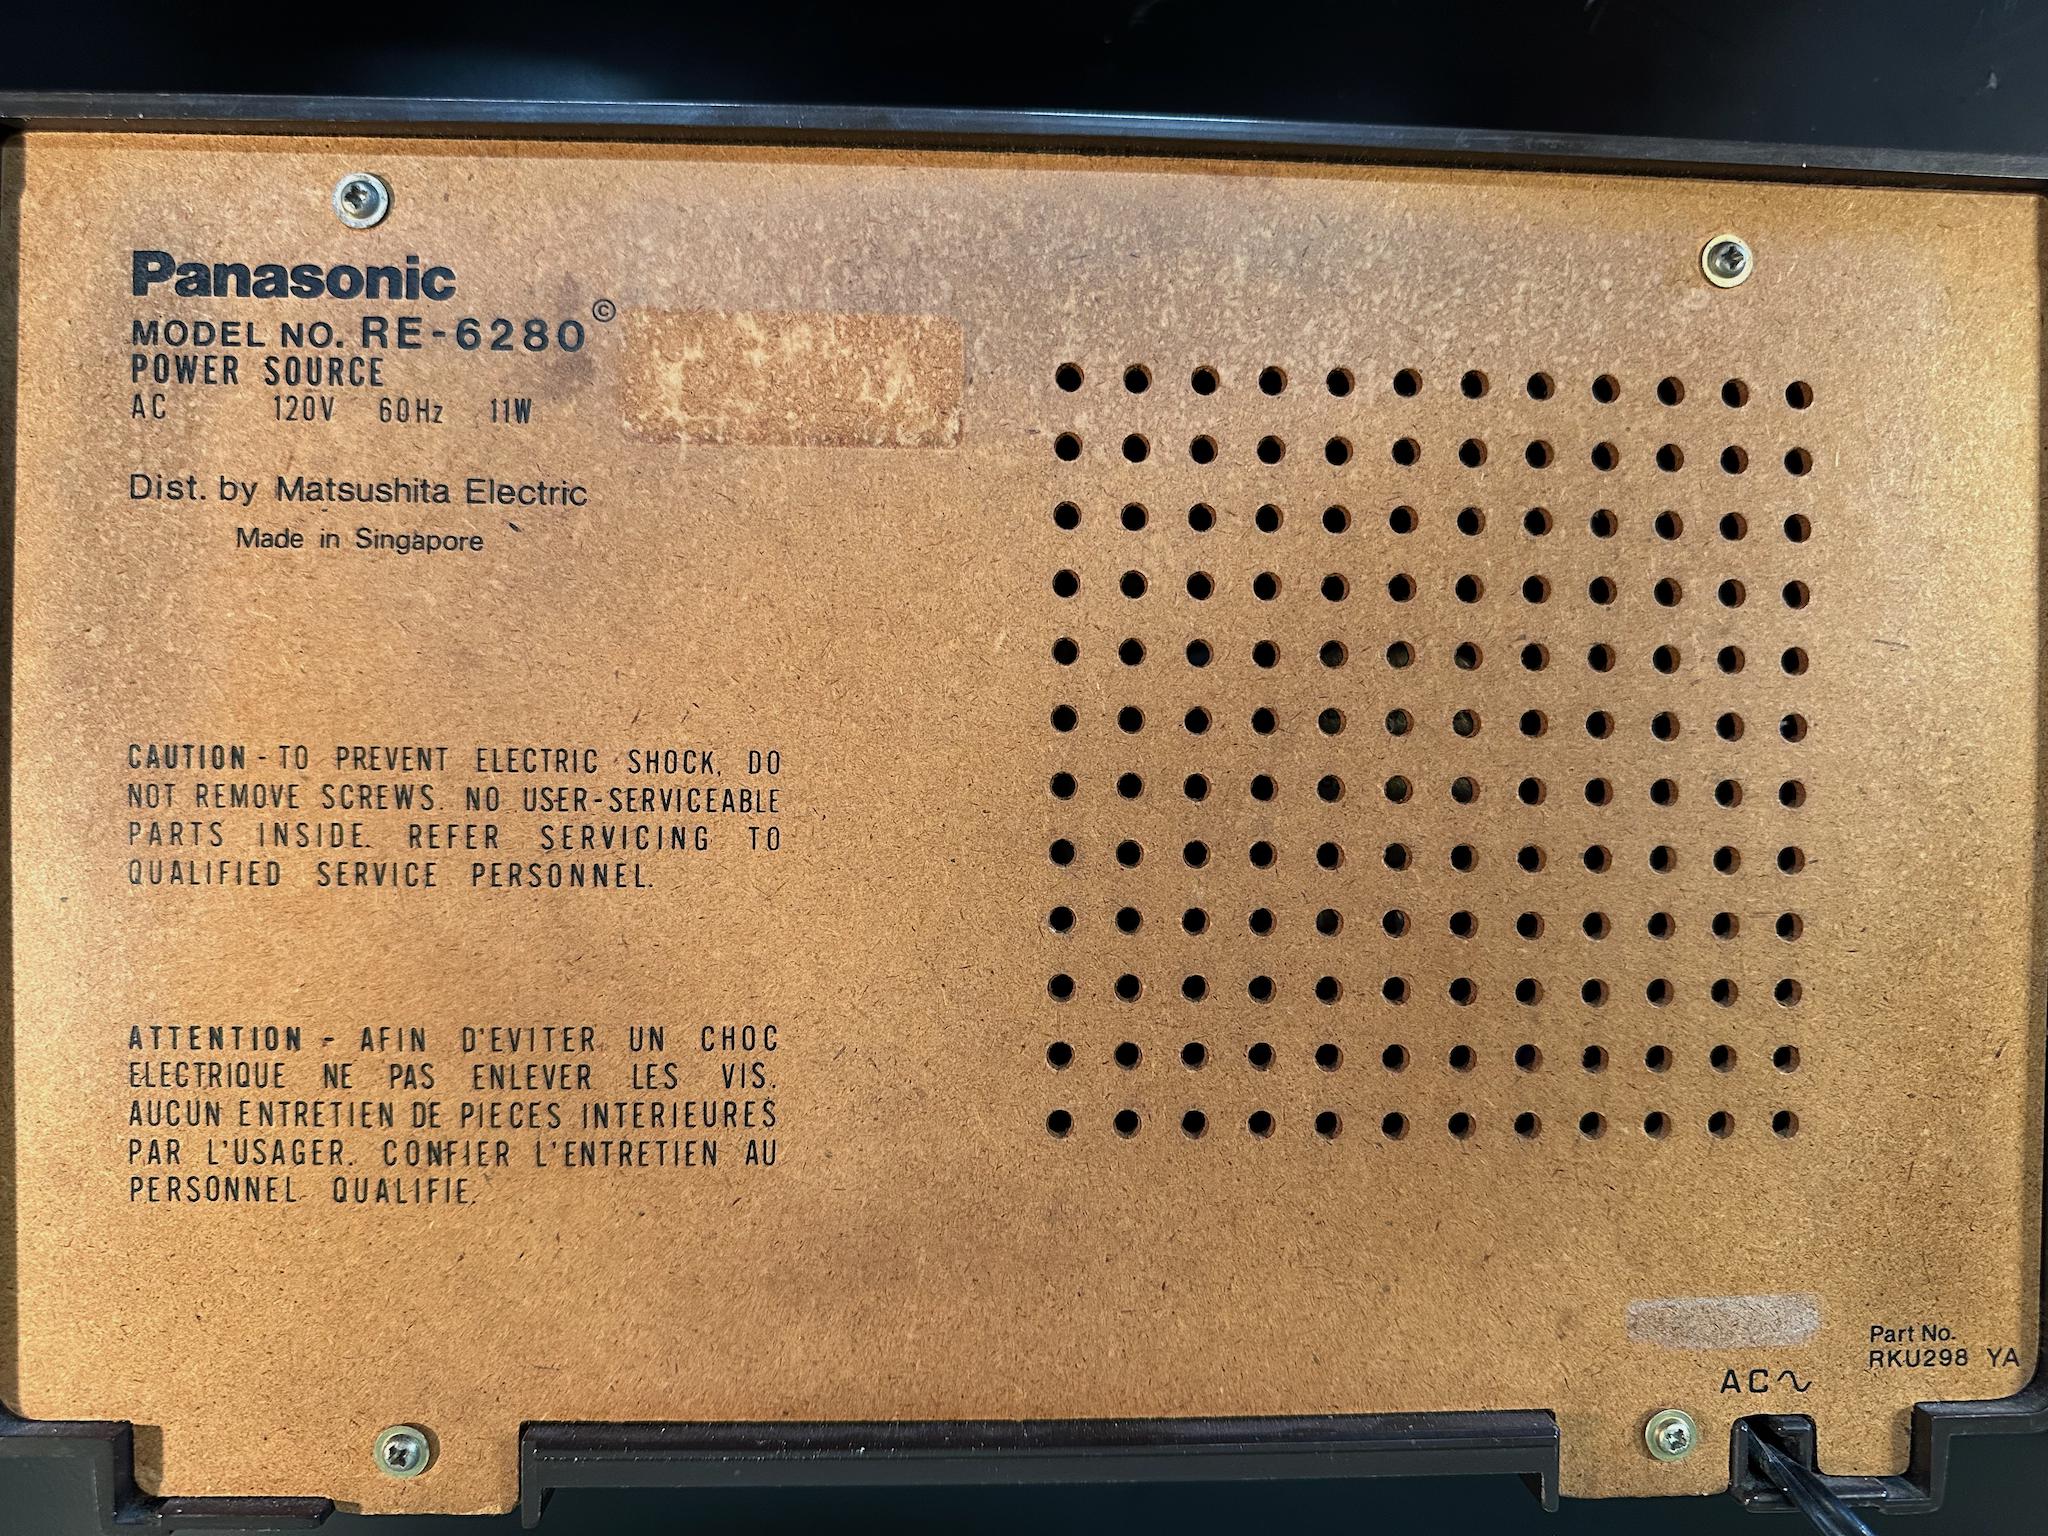 Panasonic
MODEL NO. RE-6280 ©
POWER SOURCE
AC 120V 60Hz 11W
Dist. by Matsushita Electric
Made in Singapore
CAUTION - TO PREVENT ELECTRIC SHOCK, DO
NOT REMOVE SCREWS. NO USER-SERVICEABLE
PARTS INSIDE. REFER SERVICING TO
QUALIFIED SERVICE PERSONNEL.
ATTENTION - AFIN D'EVITER UN CHOC
ELECTRIQUE NE PAS ENLEVER LES VIS.
AUCUN ENTRETIEN DE PIECES INTERIEURES
PAR L'USAGER. CONFIER L'ENTRETIEN AU
PERSONNEL QUALIFIE.
Part No.
RKU298 YA
AC∿